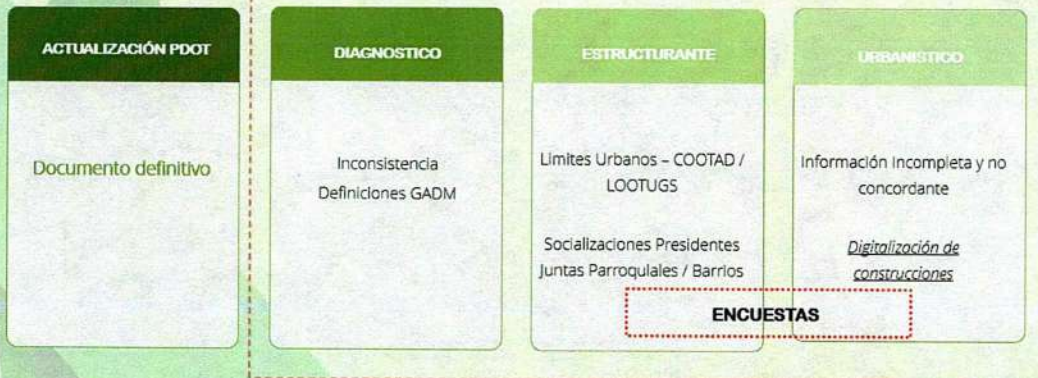 ACTUALIZACIÓN PDOT
Documento definitivo
DIAGNOSTICO
Inconsistencia
Definiciones GADM
ESTRUCTURANTE
Limites Urbanos – COOTAD /
LOOTUGS
Socializaciones Presidentes
Juntas Parroquiales / Barrios
URBANISTICO
Información Incompleta y no
concordante
Digitalización de
construcciones
ENCUESTAS